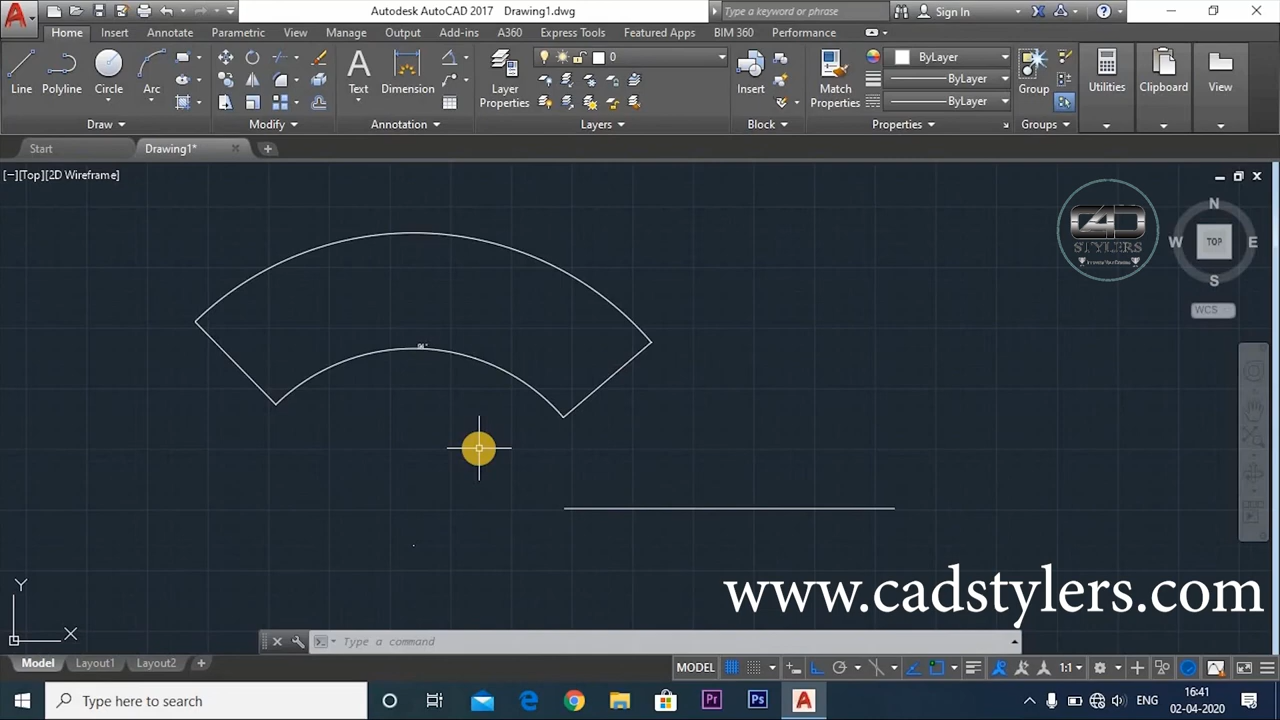 Autodesk AutoCAD 2017 Drawing1.dwg
Type a keyword or phrase
Sign In
Home Insert Annotate Parametric View Manage Output Add-ins A360 Express Tools Featured Apps BIM 360 Performance
Line Polyline Circle Arc
Text Dimension
Layer Properties
0
Insert
Match Properties
ByLayer
ByLayer
ByLayer
Group
Utilities Clipboard View
Draw Modify Annotation Layers Block Properties Groups
Start Drawing1*
[−][Top][2D Wireframe]
CAD
STYLERS
N
W TOP E
S
WCS
www.cadstylers.com
Y
X
Type a command
Model Layout1 Layout2
MODEL 1:1
Type here to search
Pr Ps A
ENG
16:41
02-04-2020